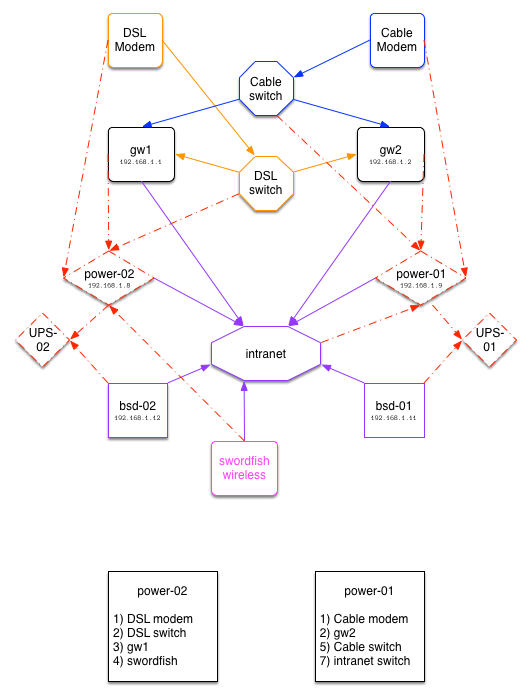 DSL
Modem
Cable
Modem
Cable
switch
gw1
192.168.1.1
gw2
192.168.1.2
DSL
switch
power-02
192.168.1.8
power-01
192.168.1.9
UPS-
02
UPS-
01
intranet
bsd-02
192.168.1.12
bsd-01
192.168.1.11
swordfish
wireless
power-02
1) DSL modem
2) DSL switch
3) gw1
4) swordfish
power-01
1) Cable modem
2) gw2
5) Cable switch
7) intranet switch